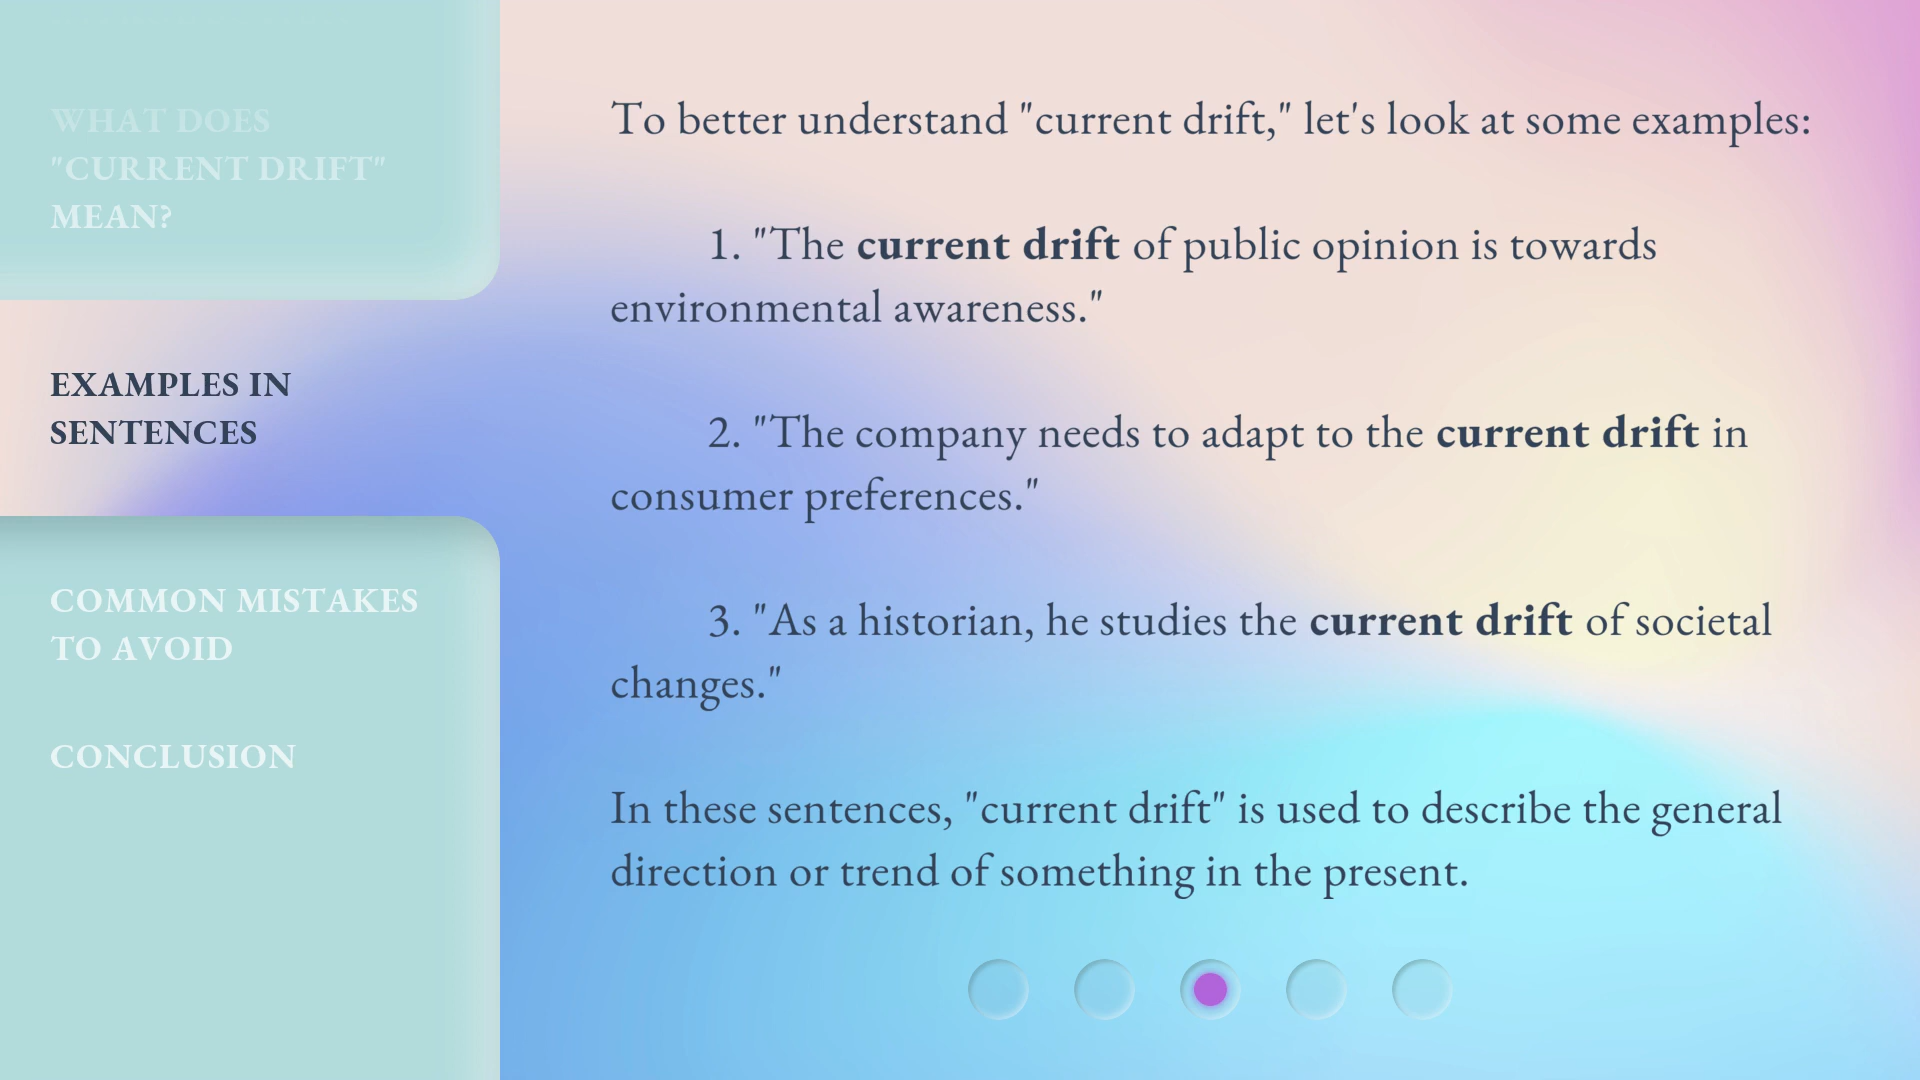 WHAT DOES
"CURRENT DRIFT"
MEAN?
EXAMPLES IN
SENTENCES
COMMON MISTAKES
TO AVOID
CONCLUSION
To better understand "current drift," let's look at some examples:
1. "The current drift of public opinion is towards
environmental awareness."
2. "The company needs to adapt to the current drift in
consumer preferences."
3. "As a historian, he studies the current drift of societal
changes."
In these sentences, "current drift" is used to describe the general
direction or trend of something in the present.